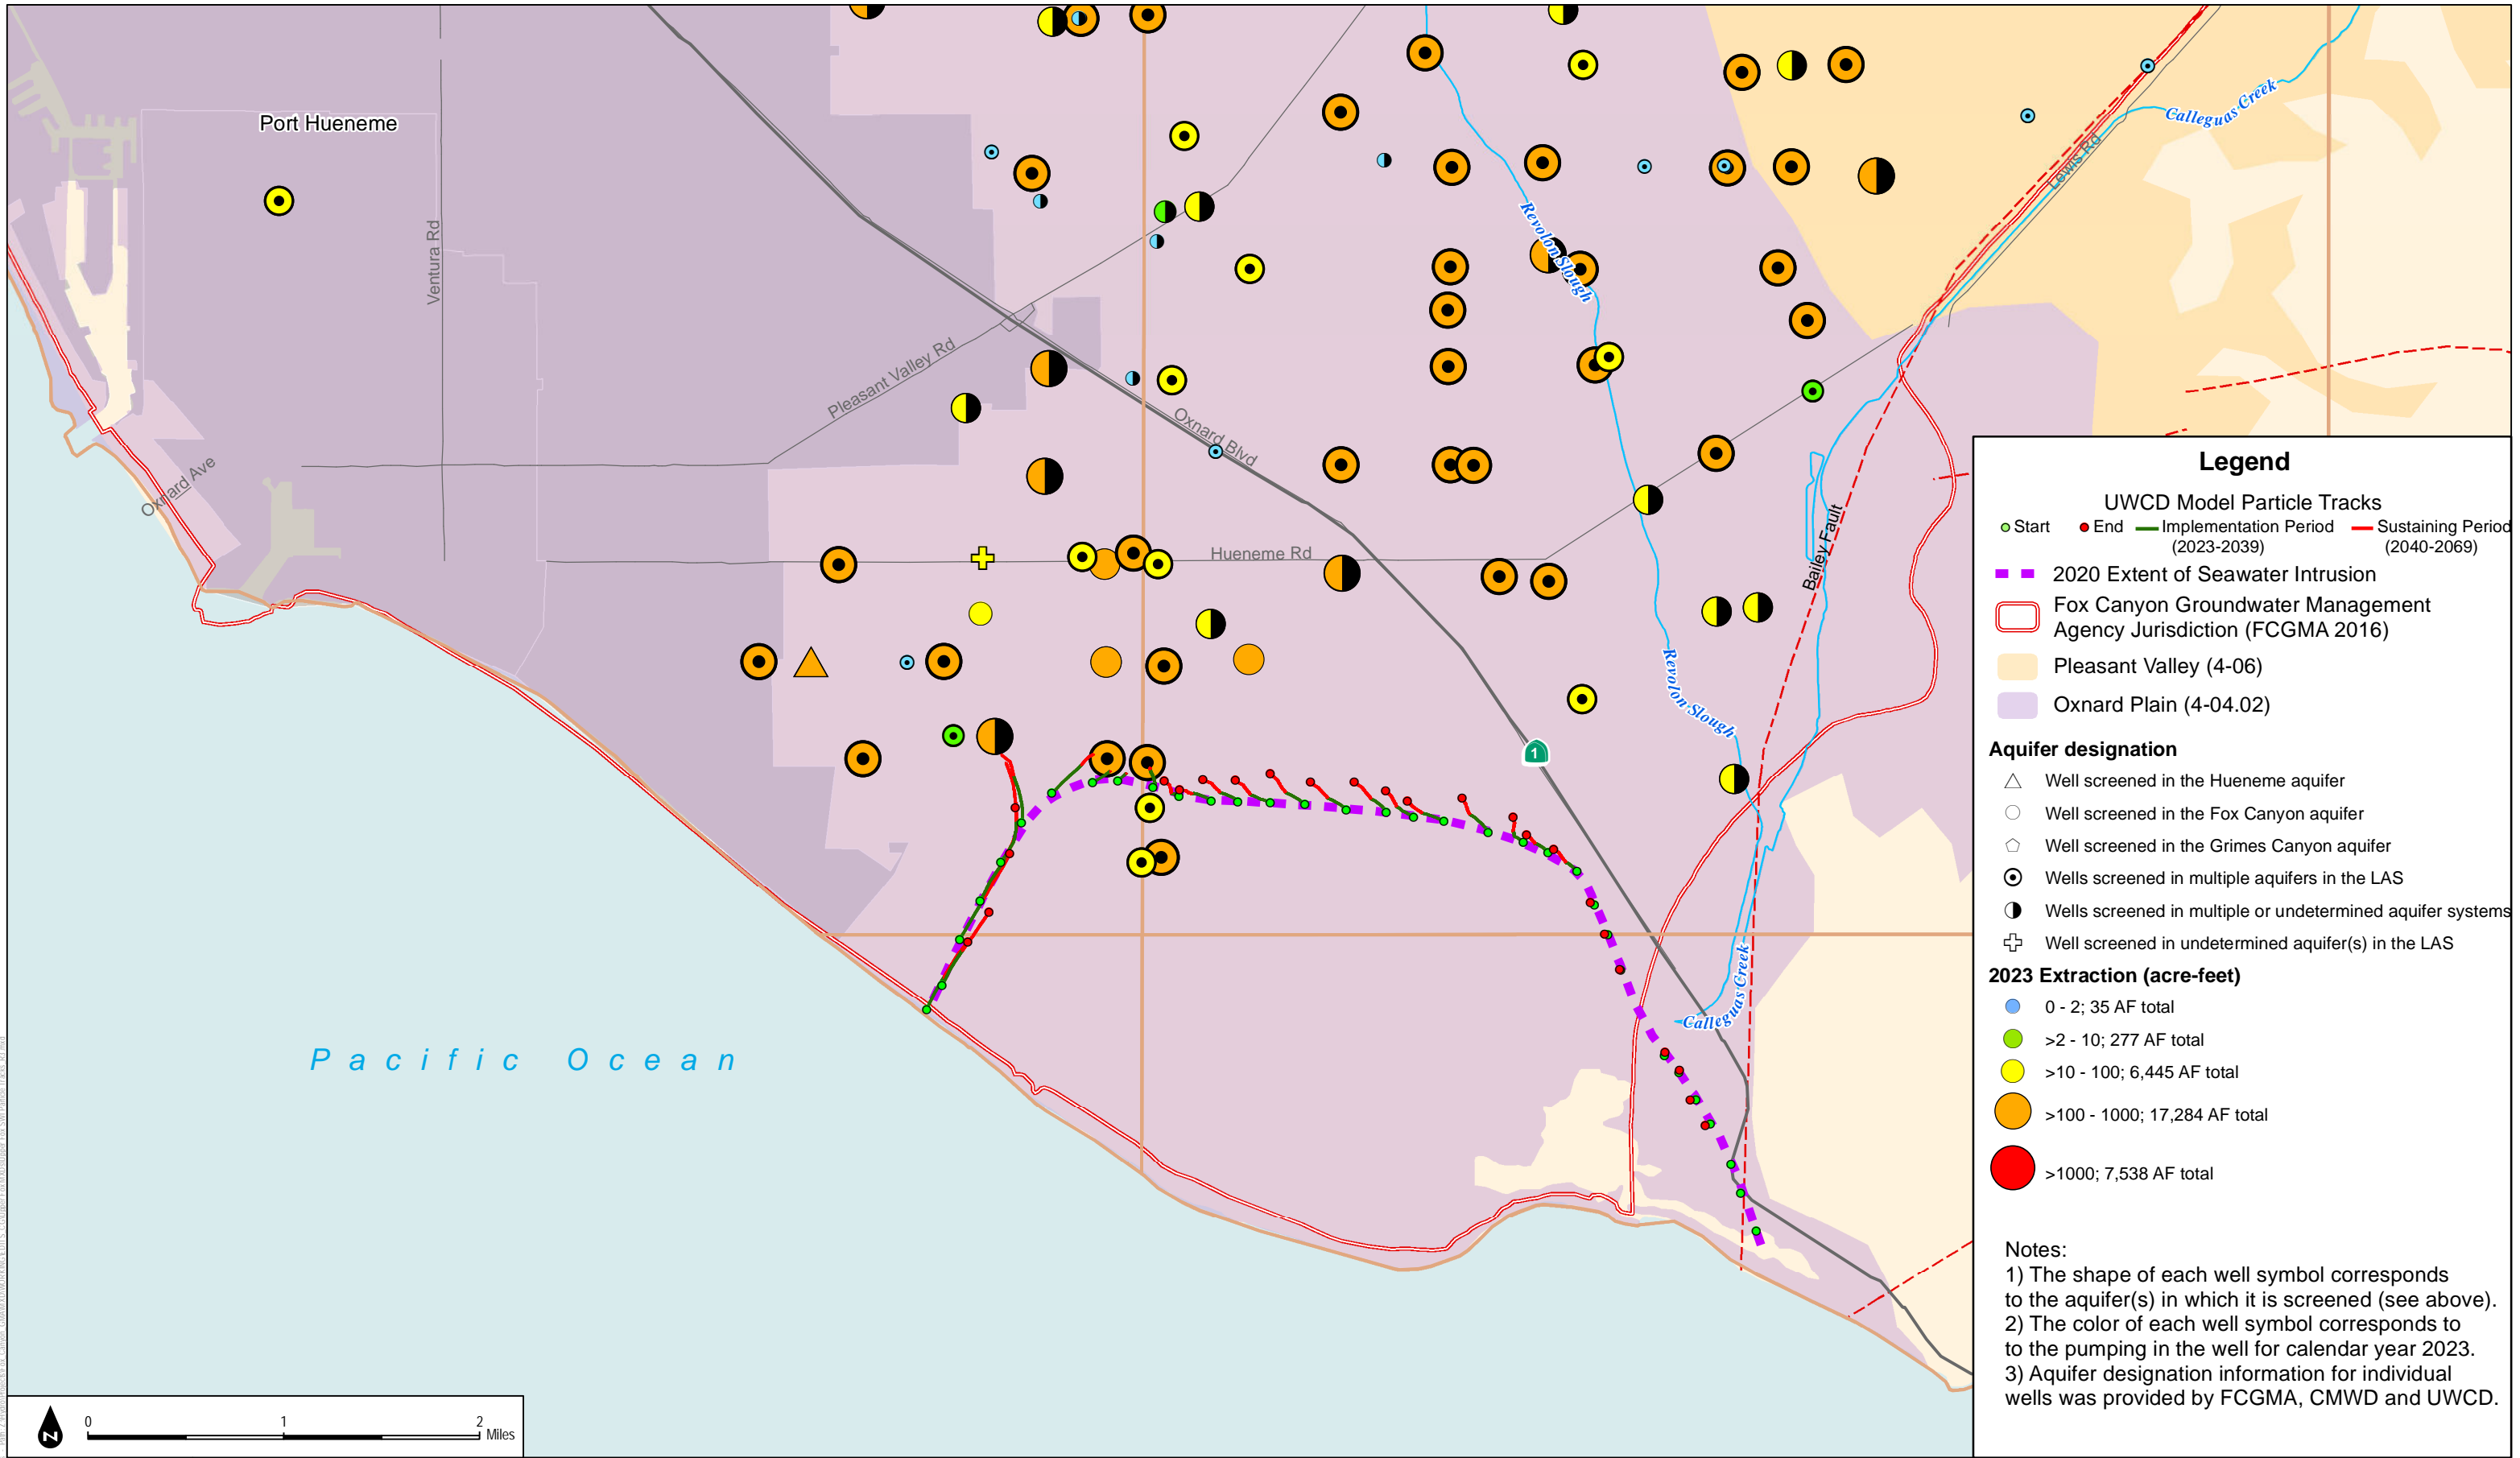 Port Hueneme
Ventura Rd
Oxnard Ave
Pleasant Valley Rd
Oxnard Blvd
Hueneme Rd
Revolon Slough
Revolon Slough
Calleguas Creek
Lewis Rd
Bailey Fault
1
Calleguas Creek
Pacific Ocean
N
0 1 2
Miles
Legend
UWCD Model Particle Tracks
Start End Implementation Period Sustaining Period
(2023-2039) (2040-2069)
2020 Extent of Seawater Intrusion
Fox Canyon Groundwater Management
Agency Jurisdiction (FCGMA 2016)
Pleasant Valley (4-06)
Oxnard Plain (4-04.02)
Aquifer designation
Well screened in the Hueneme aquifer
Well screened in the Fox Canyon aquifer
Well screened in the Grimes Canyon aquifer
Wells screened in multiple aquifers in the LAS
Wells screened in multiple or undetermined aquifer systems
Well screened in undetermined aquifer(s) in the LAS
2023 Extraction (acre-feet)
0 - 2; 35 AF total
>2 - 10; 277 AF total
>10 - 100; 6,445 AF total
>100 - 1000; 17,284 AF total
>1000; 7,538 AF total
Notes:
1) The shape of each well symbol corresponds
to the aquifer(s) in which it is screened (see above).
2) The color of each well symbol corresponds to
to the pumping in the well for calendar year 2023.
3) Aquifer designation information for individual
wells was provided by FCGMA, CMWD and UWCD.